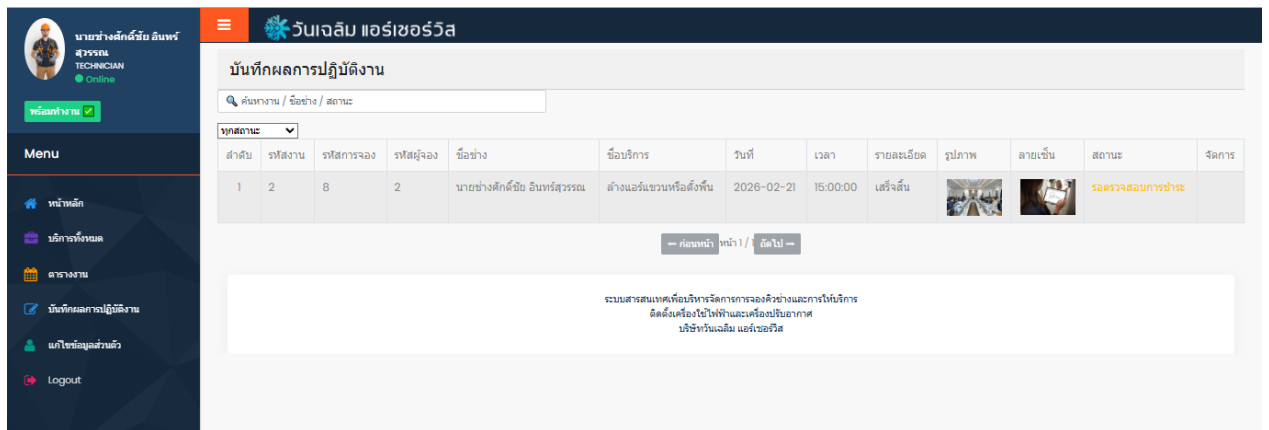 นายช่างศักดิ์ชัย อินทร์
สุวรรณ
TECHNICIAN
Online
พร้อมทำงาน ✅
Menu
หน้าหลัก
บริการทั้งหมด
ตารางงาน
บันทึกผลการปฏิบัติงาน
แก้ไขข้อมูลส่วนตัว
Logout
วันเฉลิม แอร์เซอร์วิส
บันทึกผลการปฏิบัติงาน
🔍 ค้นหางาน / ชื่อช่าง / สถานะ
ทุกสถานะ
ลำดับ รหัสงาน รหัสการจอง รหัสผู้จอง ชื่อช่าง ชื่อบริการ วันที่ เวลา รายละเอียด รูปภาพ ลายเซ็น สถานะ จัดการ
1 2 8 2 นายช่างศักดิ์ชัย อินทร์สุวรรณ ล้างแอร์แขวนหรือตั้งพื้น 2026-02-21 15:00:00 เสร็จสิ้น รอตรวจสอบการชำระ
← ก่อนหน้า หน้า 1 / 1 ถัดไป →
ระบบสารสนเทศเพื่อบริหารจัดการการจองคิวช่างและการให้บริการ
ติดตั้งเครื่องใช้ไฟฟ้าและเครื่องปรับอากาศ
บริษัทวันเฉลิม แอร์เซอร์วิส